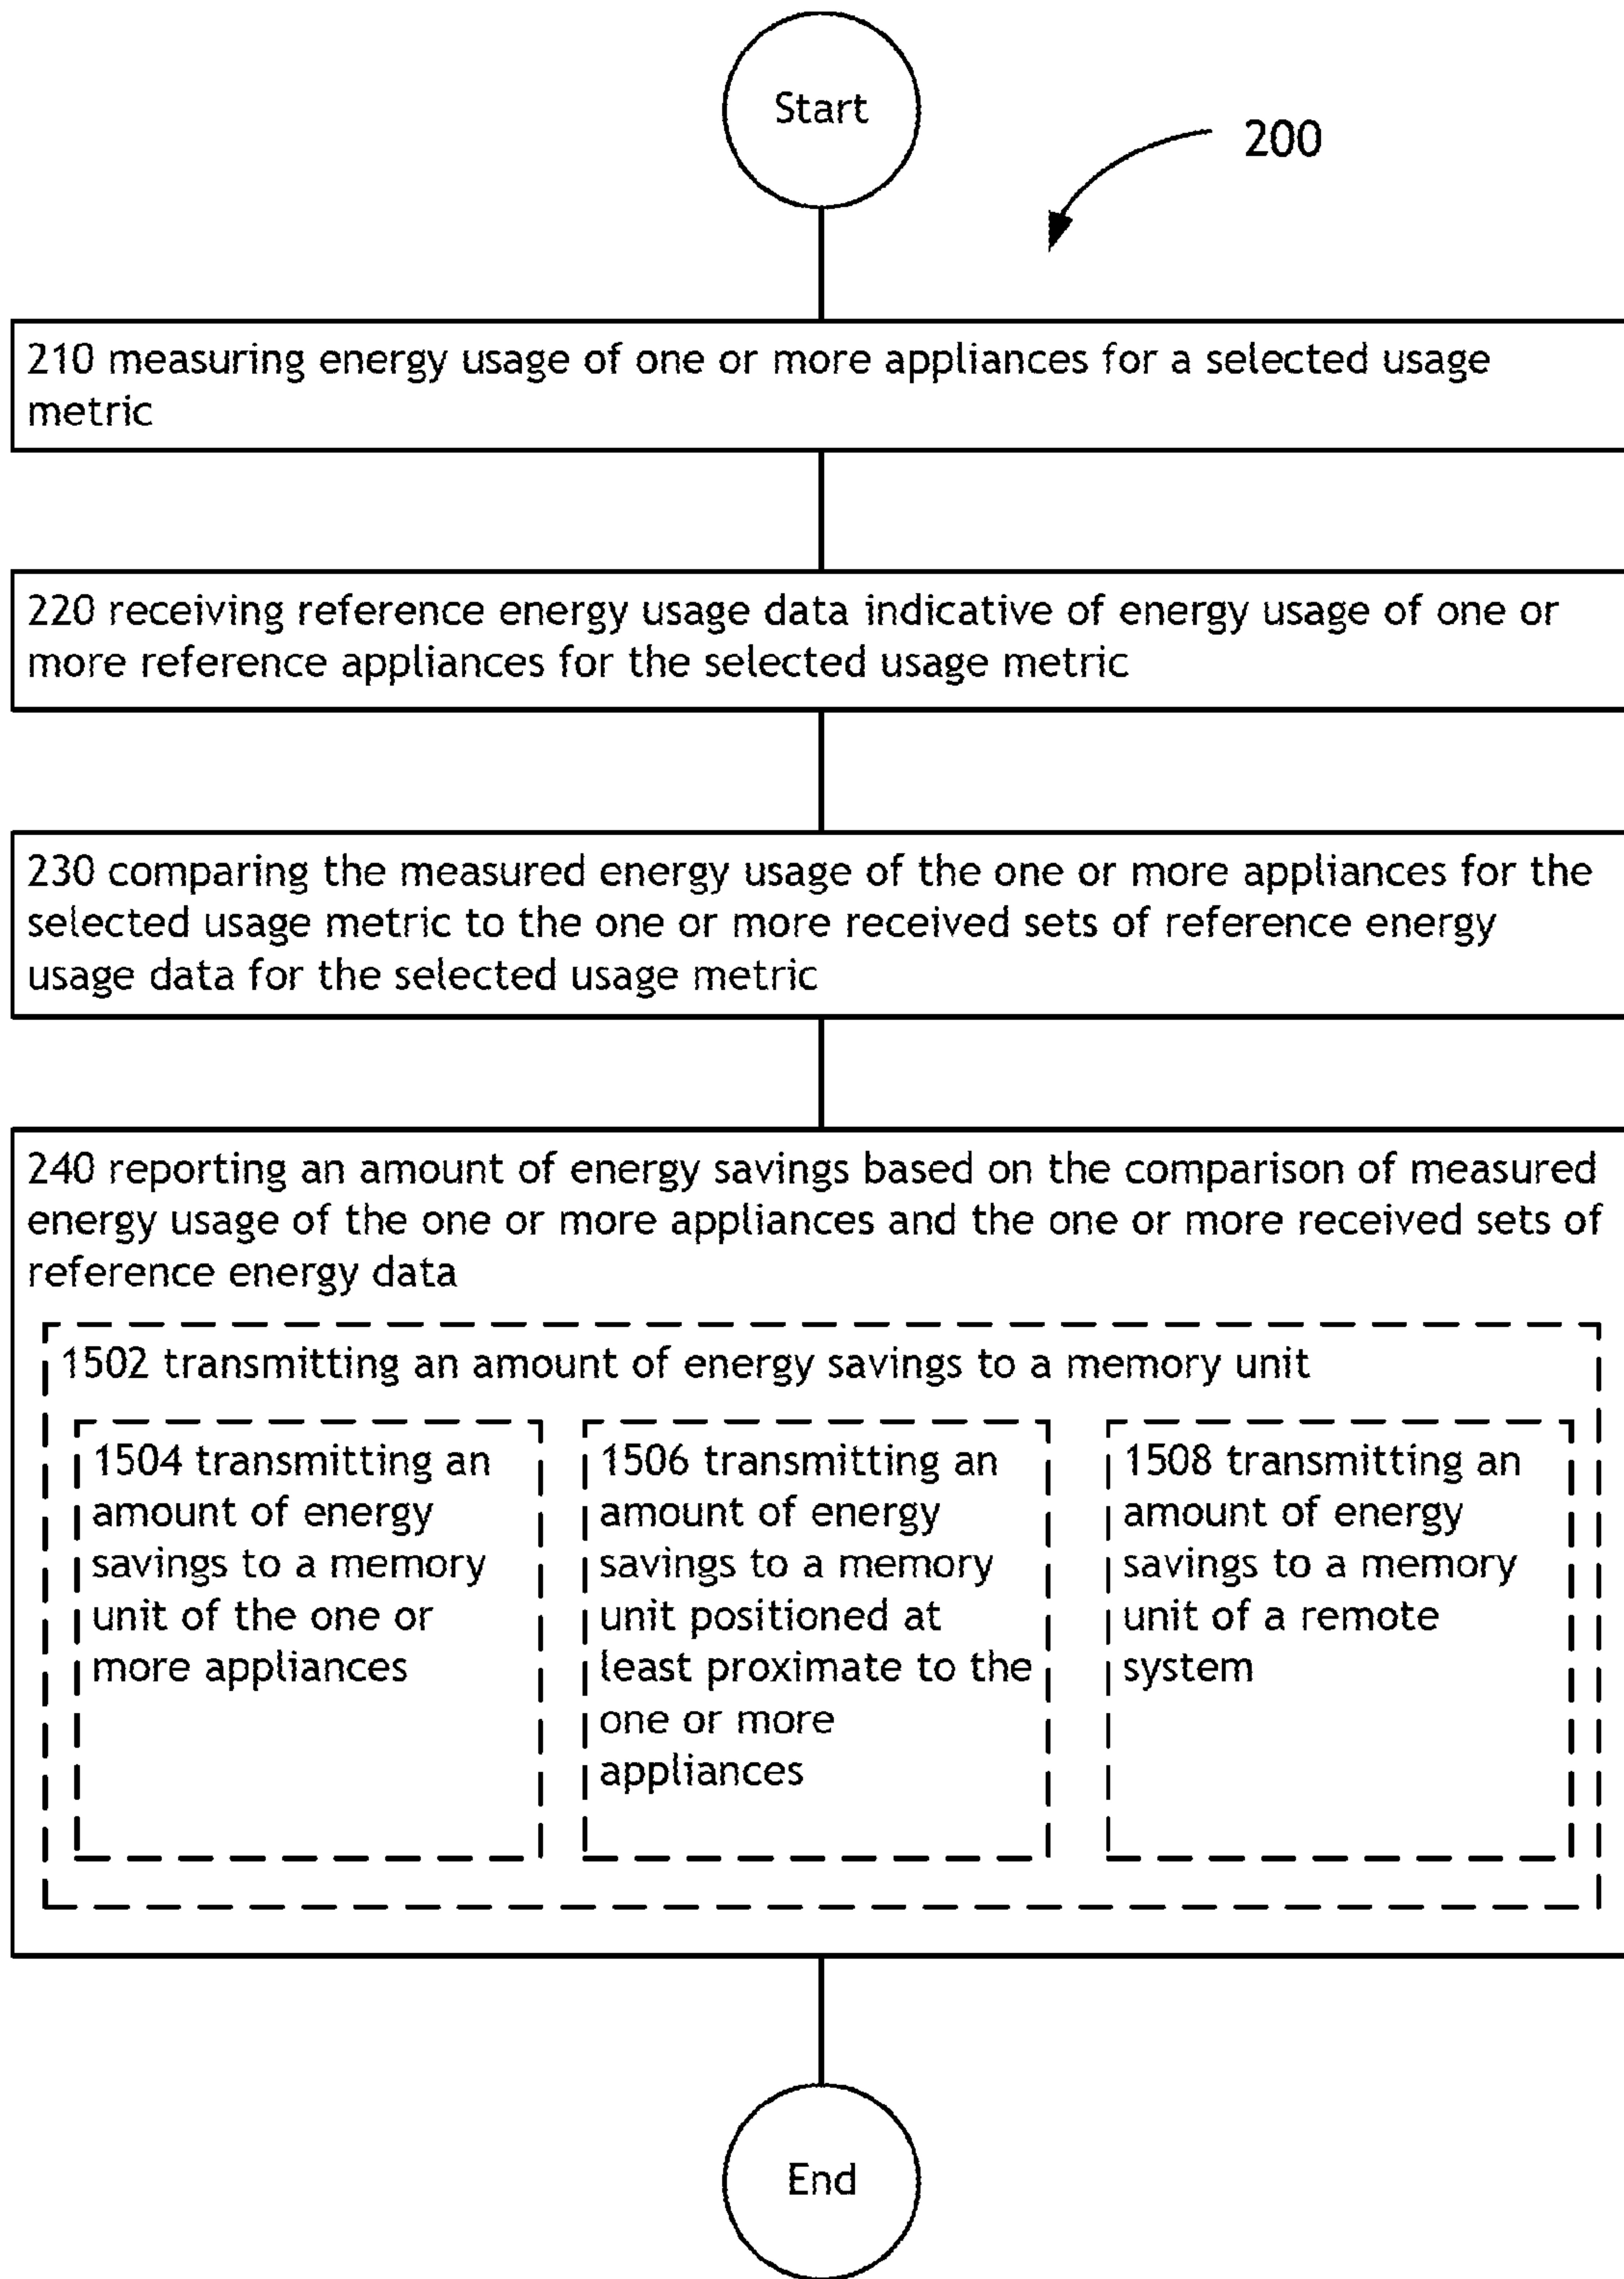 Start
200
210 measuring energy usage of one or more appliances for a selected usage
metric
220 receiving reference energy usage data indicative of energy usage of one or
more reference appliances for the selected usage metric
230 comparing the measured energy usage of the one or more appliances for the
selected usage metric to the one or more received sets of reference energy
usage data for the selected usage metric
240 reporting an amount of energy savings based on the comparison of measured
energy usage of the one or more appliances and the one or more received sets of
reference energy data
1502 transmitting an amount of energy savings to a memory unit
1504 transmitting an
amount of energy
savings to a memory
unit of the one or
more appliances
1506 transmitting an
amount of energy
savings to a memory
unit positioned at
least proximate to the
one or more
appliances
1508 transmitting an
amount of energy
savings to a memory
unit of a remote
system
End